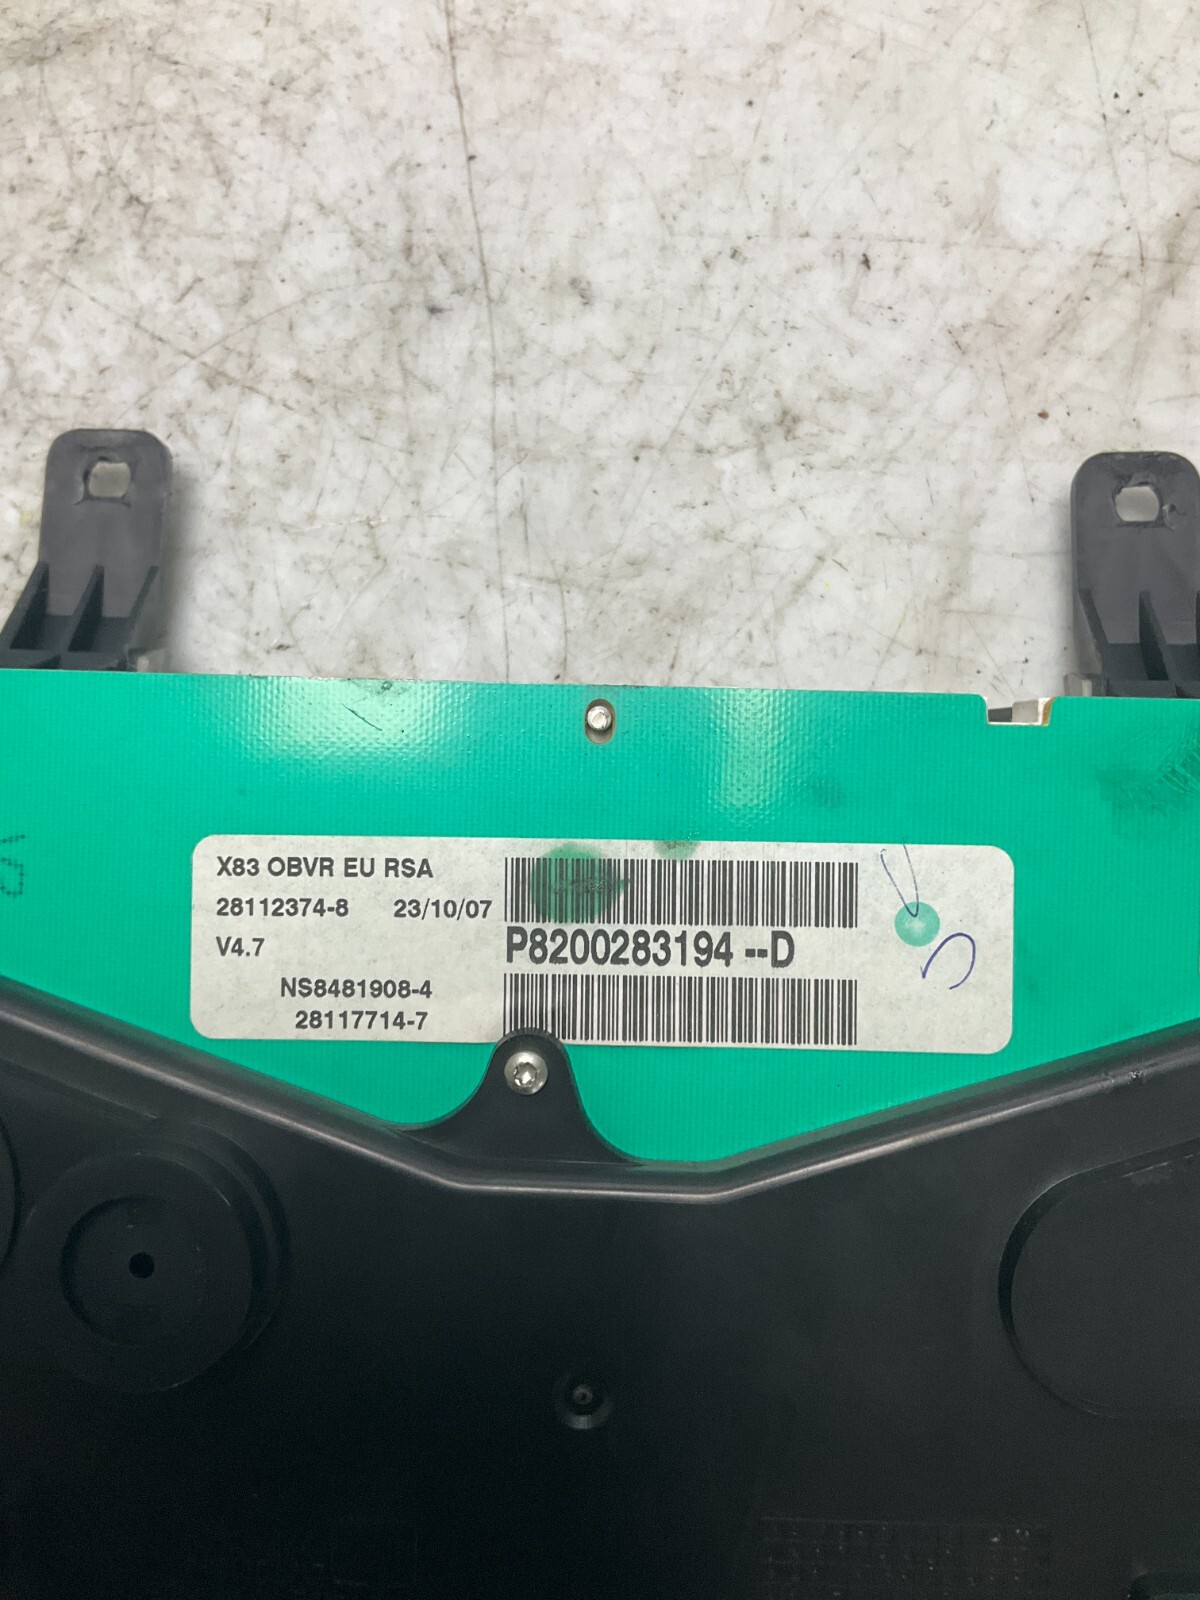 X83 OBVR EU RSA
28112374-8 23/10/07
V4.7
P8200283194 --D
NS8481908-4
28117714-7